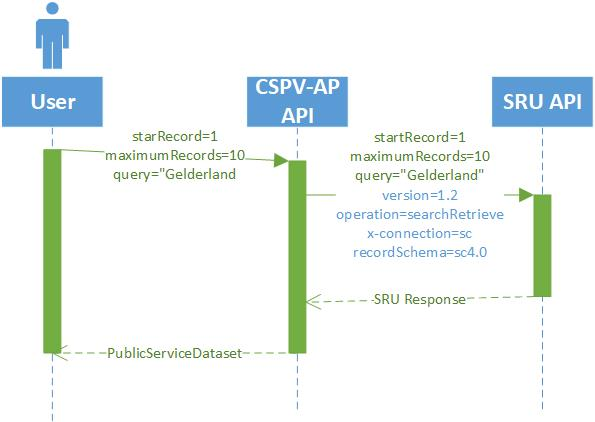 User
CSPV-AP
API
SRU API
starRecord=1
maximumRecords=10
query="Gelderland
startRecord=1
maximumRecords=10
query="Gelderland"
version=1.2
operation=searchRetrieve
x-connection=sc
recordSchema=sc4.0
SRU Response
PublicServiceDataset